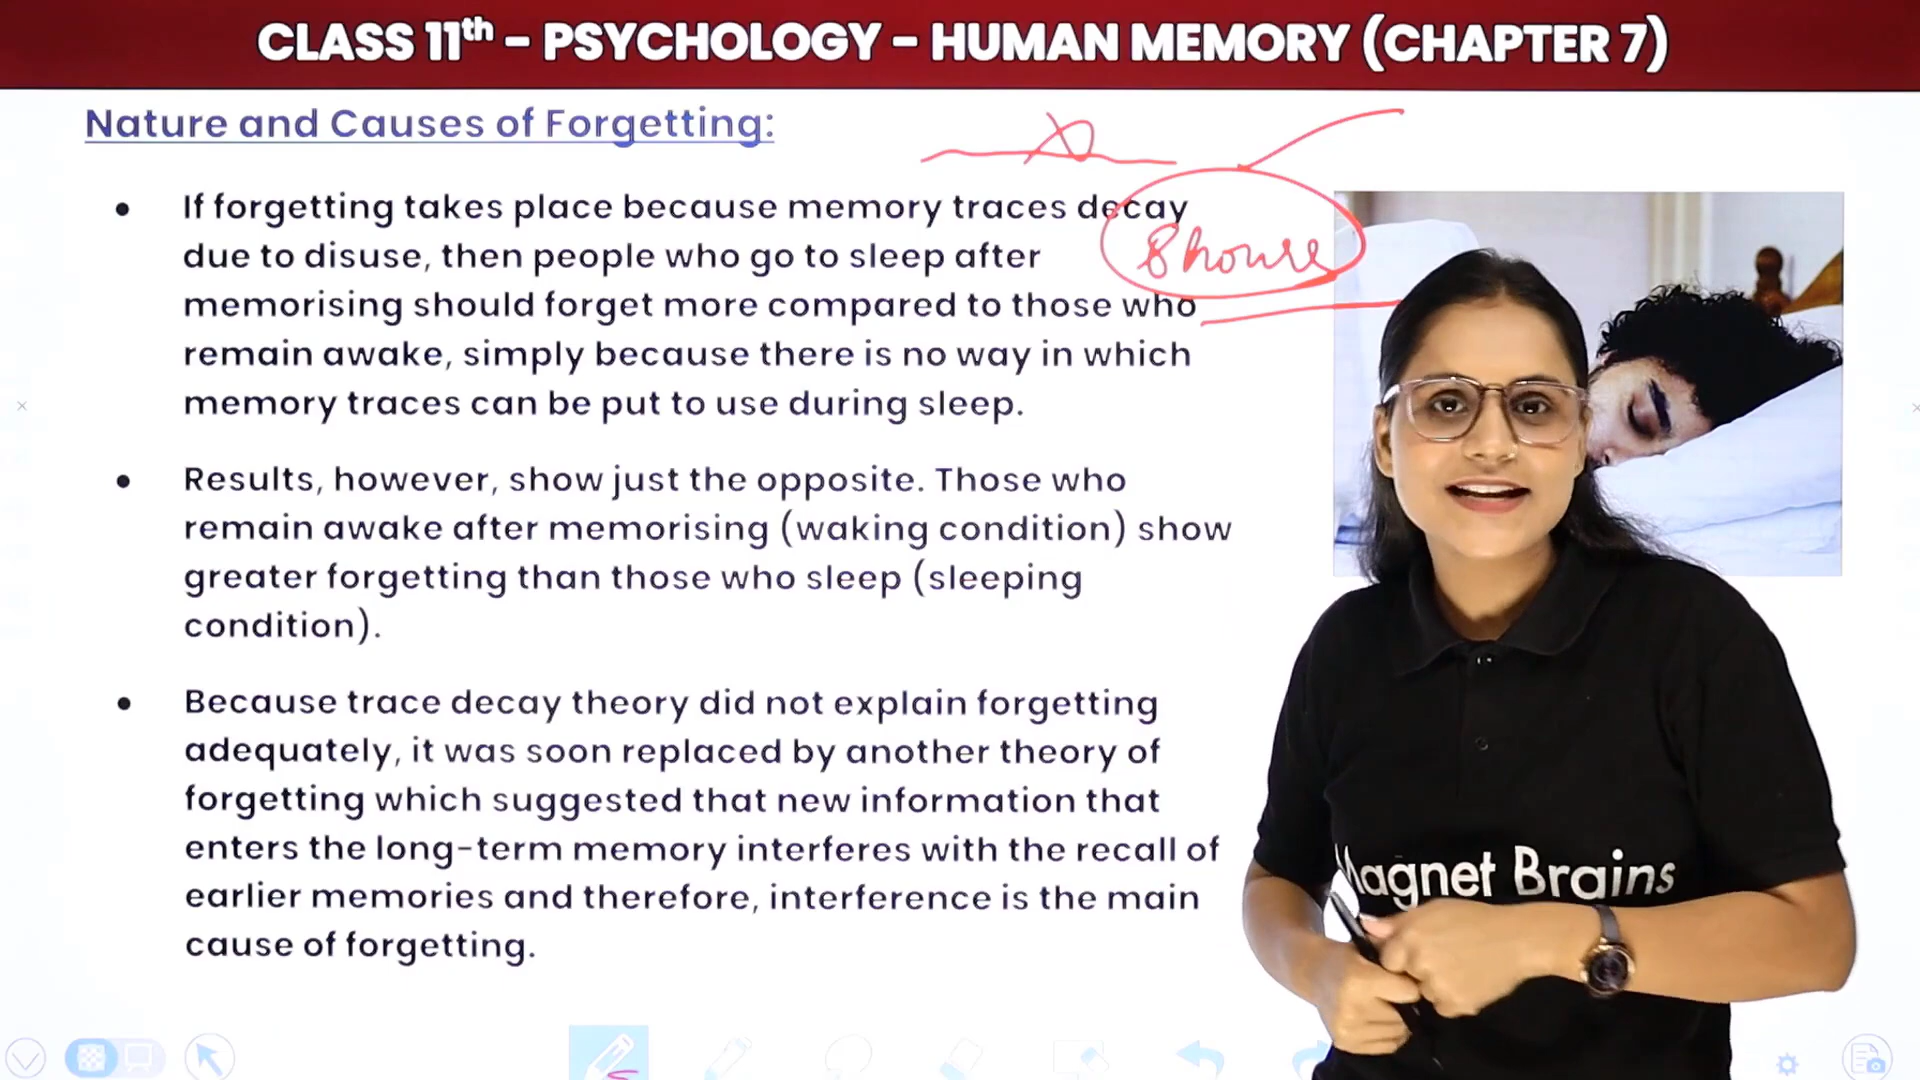 CLASS 11th - PSYCHOLOGY - HUMAN MEMORY (CHAPTER 7)
Nature and Causes of Forgetting:
• If forgetting takes place because memory traces decay
due to disuse, then people who go to sleep after
memorising should forget more compared to those who
remain awake, simply because there is no way in which
memory traces can be put to use during sleep.
8 hours
• Results, however, show just the opposite. Those who
remain awake after memorising (waking condition) show
greater forgetting than those who sleep (sleeping
condition).
• Because trace decay theory did not explain forgetting
adequately, it was soon replaced by another theory of
forgetting which suggested that new information that
enters the long-term memory interferes with the recall of
earlier memories and therefore, interference is the main
cause of forgetting.
Magnet Brains